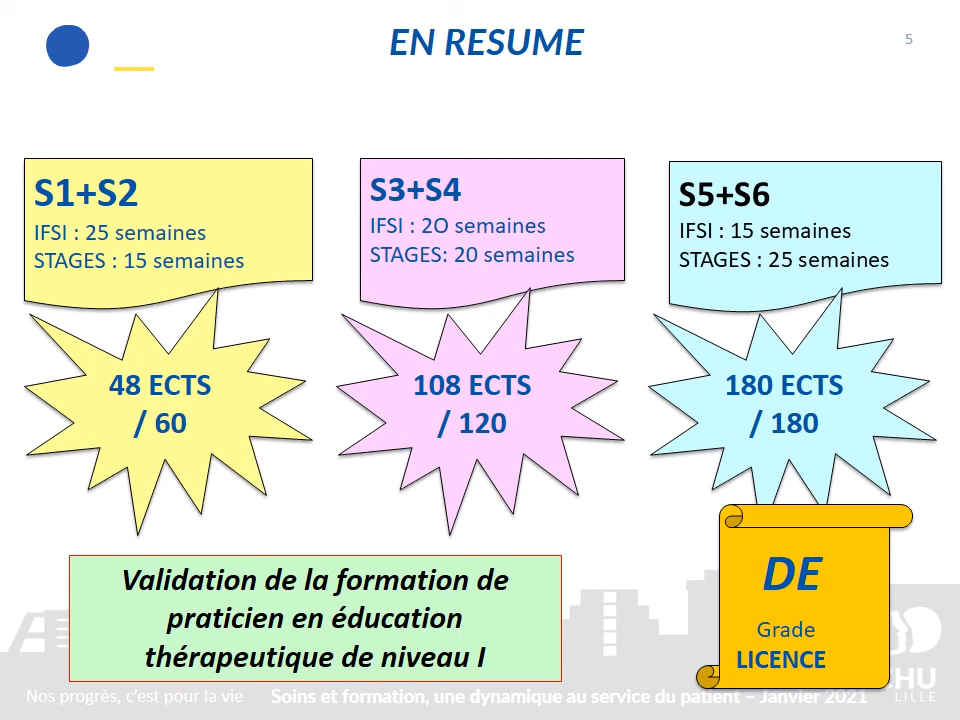 EN RESUME
5
S1+S2
IFSI : 25 semaines
STAGES : 15 semaines
S3+S4
IFSI : 2O semaines
STAGES: 20 semaines
S5+S6
IFSI : 15 semaines
STAGES : 25 semaines
48 ECTS
/ 60
108 ECTS
/ 120
180 ECTS
/ 180
Validation de la formation de
praticien en éducation
thérapeutique de niveau I
DE
Grade
LICENCE
Nos progrès, c'est pour la vie
Soins et formation, une dynamique au service du patient – Janvier 2021
LILLE